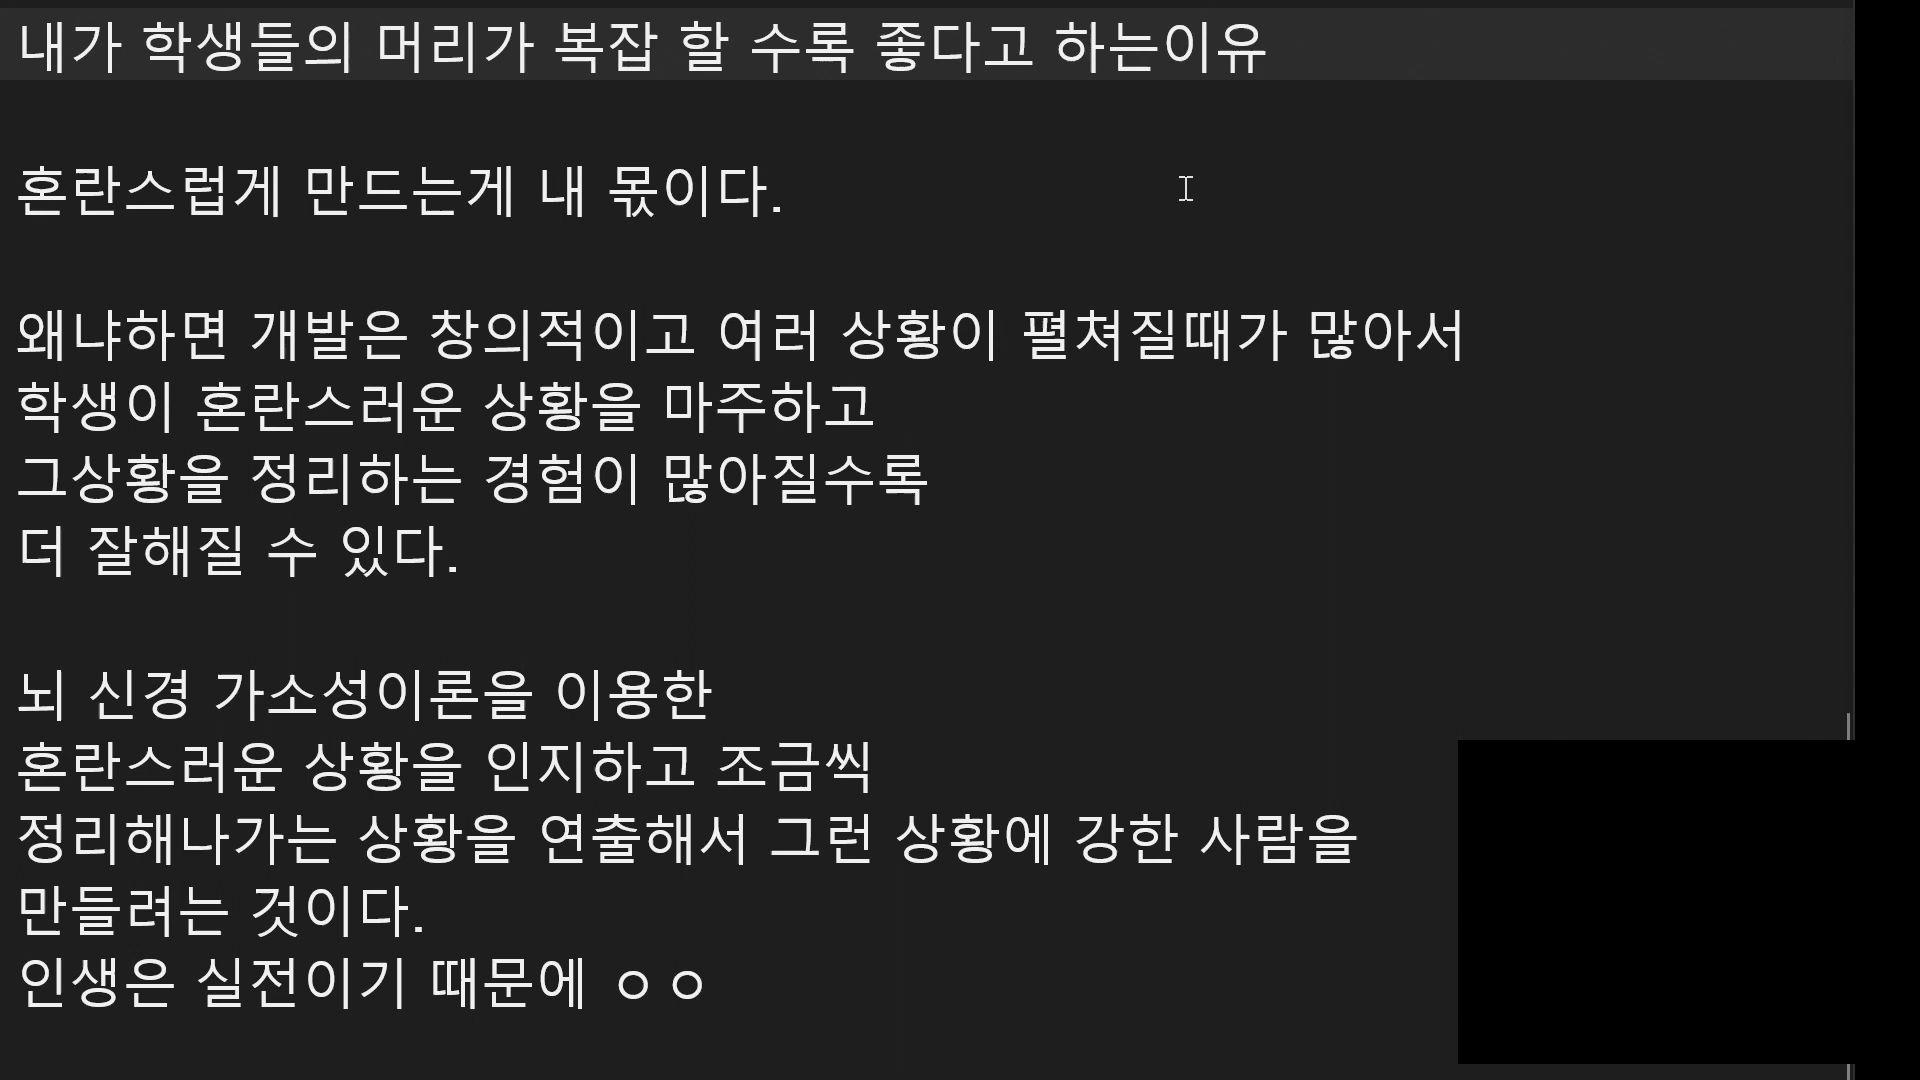 내가 학생들의 머리가 복잡 할 수록 좋다고 하는이유
혼란스럽게 만드는게 내 몫이다.
왜냐하면 개발은 창의적이고 여러 상황이 펼쳐질때가 많아서
학생이 혼란스러운 상황을 마주하고
그상황을 정리하는 경험이 많아질수록
더 잘해질 수 있다.
뇌 신경 가소성이론을 이용한
혼란스러운 상황을 인지하고 조금씩
정리해나가는 상황을 연출해서 그런 상황에 강한 사람을
만들려는 것이다.
인생은 실전이기 때문에 ㅇㅇ